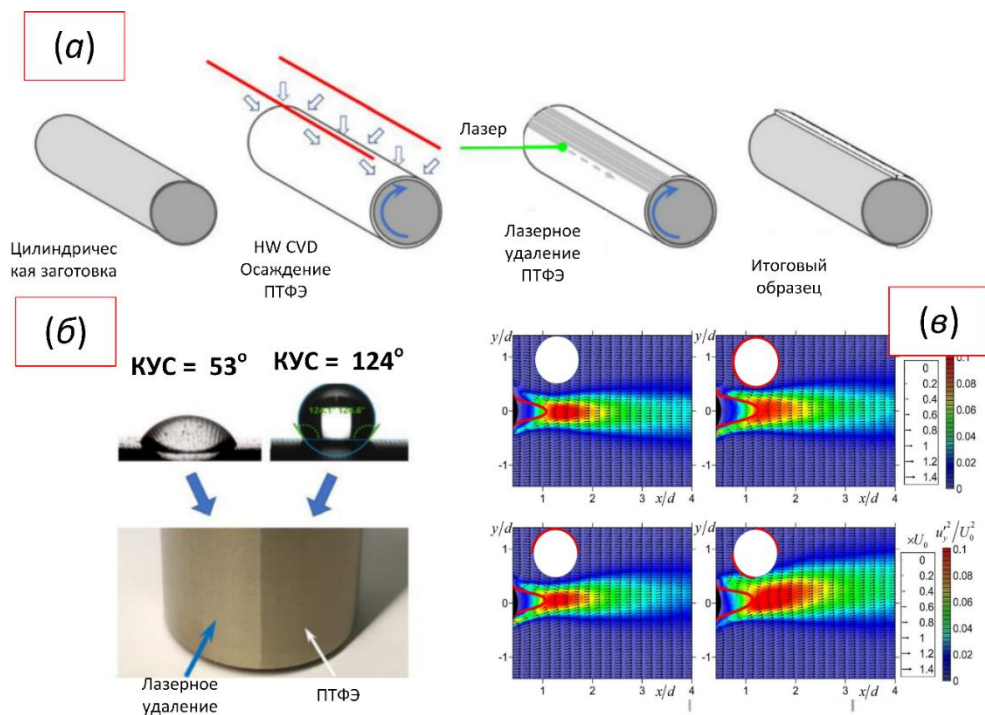 (а)
Лазер
Цилиндричес
кая заготовка
HW CVD
Осаждение
ПТФЭ
Лазерное
удаление
ПТФЭ
Итоговый
образец
(б)
КУС = 53°
КУС = 124°
Лазерное
удаление
ПТФЭ
(в)
y/d
1
0
-1
1 2 3 x/d 4
y/d
1
0
-1
1 2 3 x/d 4
0
0.2
0.4
0.6
0.8
1
1.2
1.4
0.1
0.08
0.06
0.04
0.02
0
y/d
1
0
-1
1 2 3 x/d 4
y/d
1
0
-1
1 2 3 x/d 4
×U₀
0
0.2
0.4
0.6
0.8
1
1.2
1.4
u'y²/U₀²
0.1
0.08
0.06
0.04
0.02
0